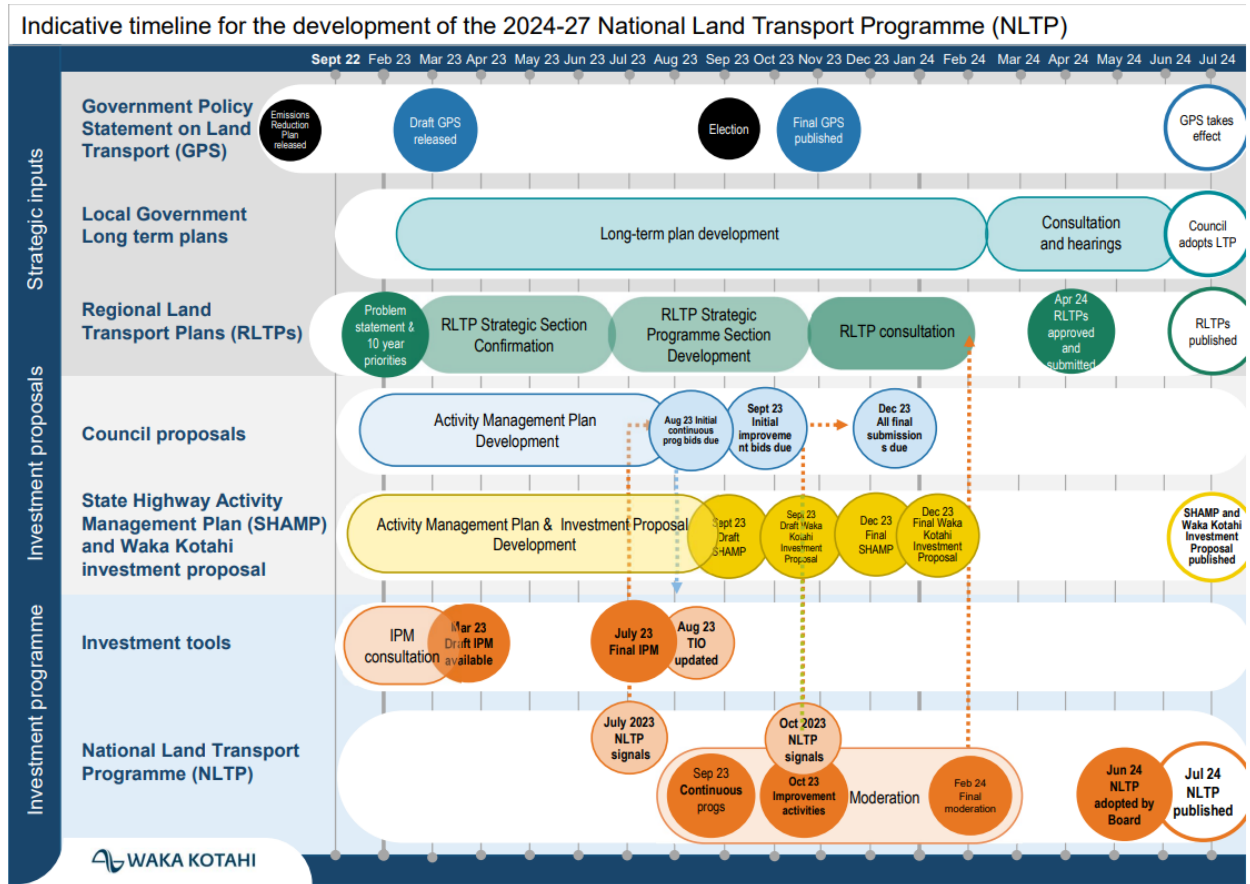 Indicative timeline for the development of the 2024-27 National Land Transport Programme (NLTP)
Sept 22 Feb 23 Mar 23 Apr 23 May 23 Jun 23 Jul 23 Aug 23 Sep 23 Oct 23 Nov 23 Dec 23 Jan 24 Feb 24 Mar 24 Apr 24 May 24 Jun 24 Jul 24
Strategic inputs
Government Policy
Statement on Land
Transport (GPS)
Emissions
Reduction
Plan
released
Draft GPS
released
Election
Final GPS
published
GPS takes
effect
Local Government
Long term plans
Long-term plan development
Consultation
and hearings
Council
adopts LTP
Regional Land
Transport Plans (RLTPs)
Problem
statement &
10 year
priorities
RLTP Strategic Section
Confirmation
RLTP Strategic
Programme Section
Development
RLTP consultation
Apr 24
RLTPs
approved
and
submitted
RLTPs
published
Investment proposals
Council proposals
Activity Management Plan
Development
Aug 23 Initial
continuous
prog bids due
Sept 23
Initial
improveme
nt bids due
Dec 23
All final
submission
s due
State Highway Activity
Management Plan (SHAMP)
and Waka Kotahi
investment proposal
Activity Management Plan & Investment Proposal
Development
Sept 23
Draft
SHAMP
Sept 23
Draft Waka
Kotahi
Investment
Proposal
Dec 23
Final
SHAMP
Dec 23
Final Waka
Kotahi
Investment
Proposal
SHAMP and
Waka Kotahi
Investment
Proposal
published
Investment programme
Investment tools
IPM
consultation
Mar 23
Draft IPM
available
July 23
Final IPM
Aug 23
TIO
updated
National Land Transport
Programme (NLTP)
July 2023
NLTP
signals
Oct 2023
NLTP
signals
Sep 23
Continuous
progs
Oct 23
Improvement
activities
Moderation
Feb 24
Final
moderation
Jun 24
NLTP
adopted by
Board
Jul 24
NLTP
published
WAKA KOTAHI